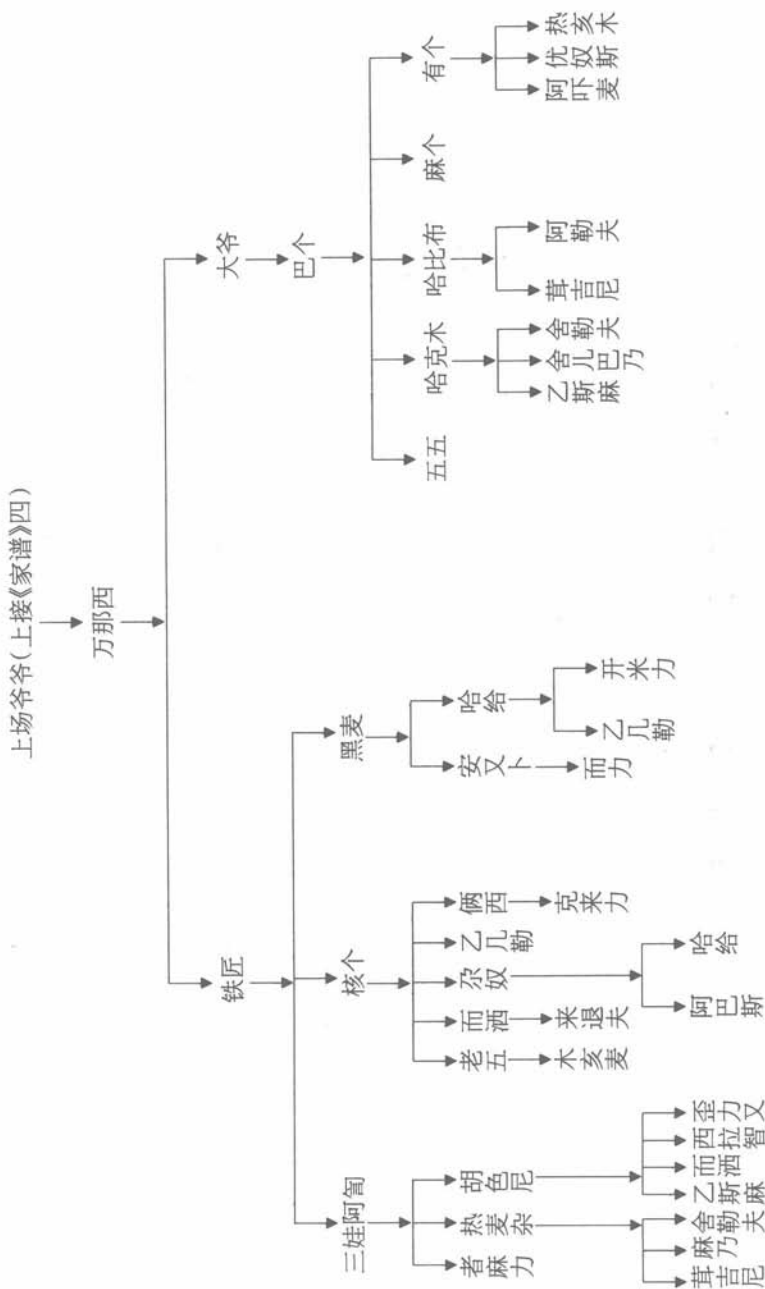 上场爷爷(上接《家谱》四)
万那西
大爷
铁匠
巴个
有个
麻个
哈比布
哈克木
五五
热亥木
优奴斯
阿吓麦
阿勒夫
茸吉尼
舍勒夫
舍儿巴乃
乙斯麻
黑麦
核个
三娃阿訇
哈给
安又卜
开米力
乙几勒
而力
俩西
乙几勒
尕奴
而洒
老五
克来力
哈给
阿巴斯
来退夫
木亥麦
胡色尼
热麦杂
者麻力
歪力又
西拉智
而洒
乙斯麻
舍勒夫
麻乃
茸吉尼